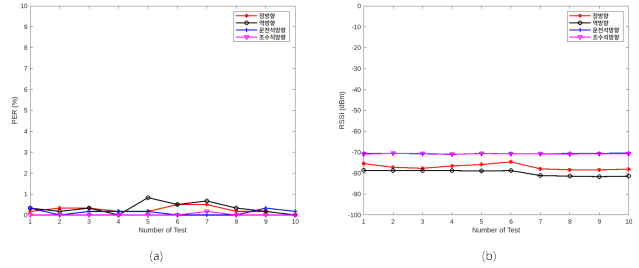 10
9
8
7
6
5
4
3
2
1
0
PER (%)
1 2 3 4 5 6 7 8 9 10
Number of Test
정방향
역방향
운전석방향
조수석방향
(a)
0
-10
-20
-30
-40
-50
-60
-70
-80
-90
-100
RSSI (dBm)
1 2 3 4 5 6 7 8 9 10
Number of Test
정방향
역방향
운전석방향
조수석방향
(b)